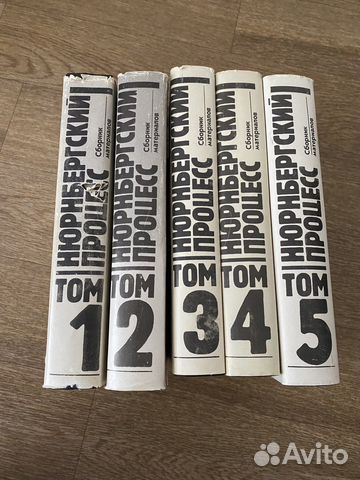 НЮРНБЕРГСКИЙ
ПРОЦЕСС
Сборник
материалов
ТОМ
1
НЮРНБЕРГСКИЙ
ПРОЦЕСС
Сборник
материалов
ТОМ
2
НЮРНБЕРГСКИЙ
ПРОЦЕСС
Сборник
материалов
ТОМ
3
НЮРНБЕРГСКИЙ
ПРОЦЕСС
Сборник
материалов
ТОМ
4
НЮРНБЕРГСКИЙ
ПРОЦЕСС
Сборник
материалов
ТОМ
5
Avito